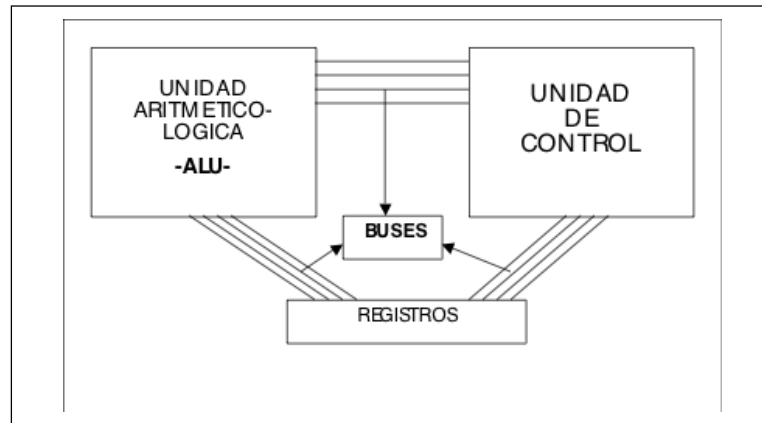 UNIDAD
ARITMETICO-
LOGICA
-ALU-
UNIDAD
DE
CONTROL
BUSES
REGISTROS